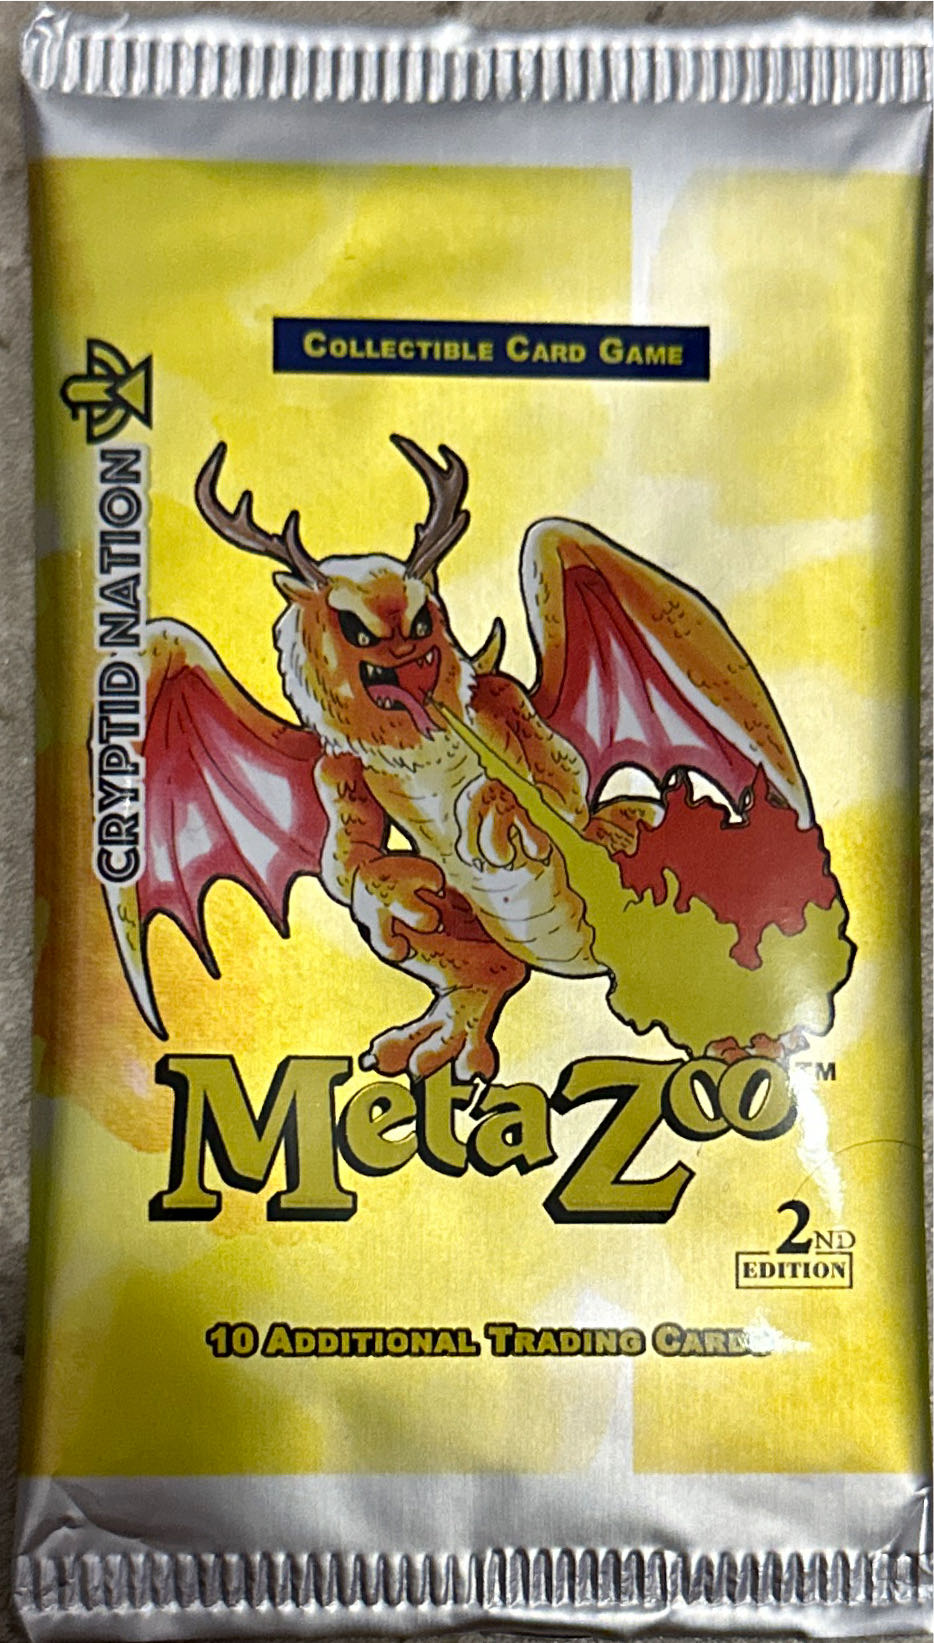 COLLECTIBLE CARD GAME
CRYPTID NATION
MetaZoo™
2ND
EDITION
10 ADDITIONAL TRADING CARDS